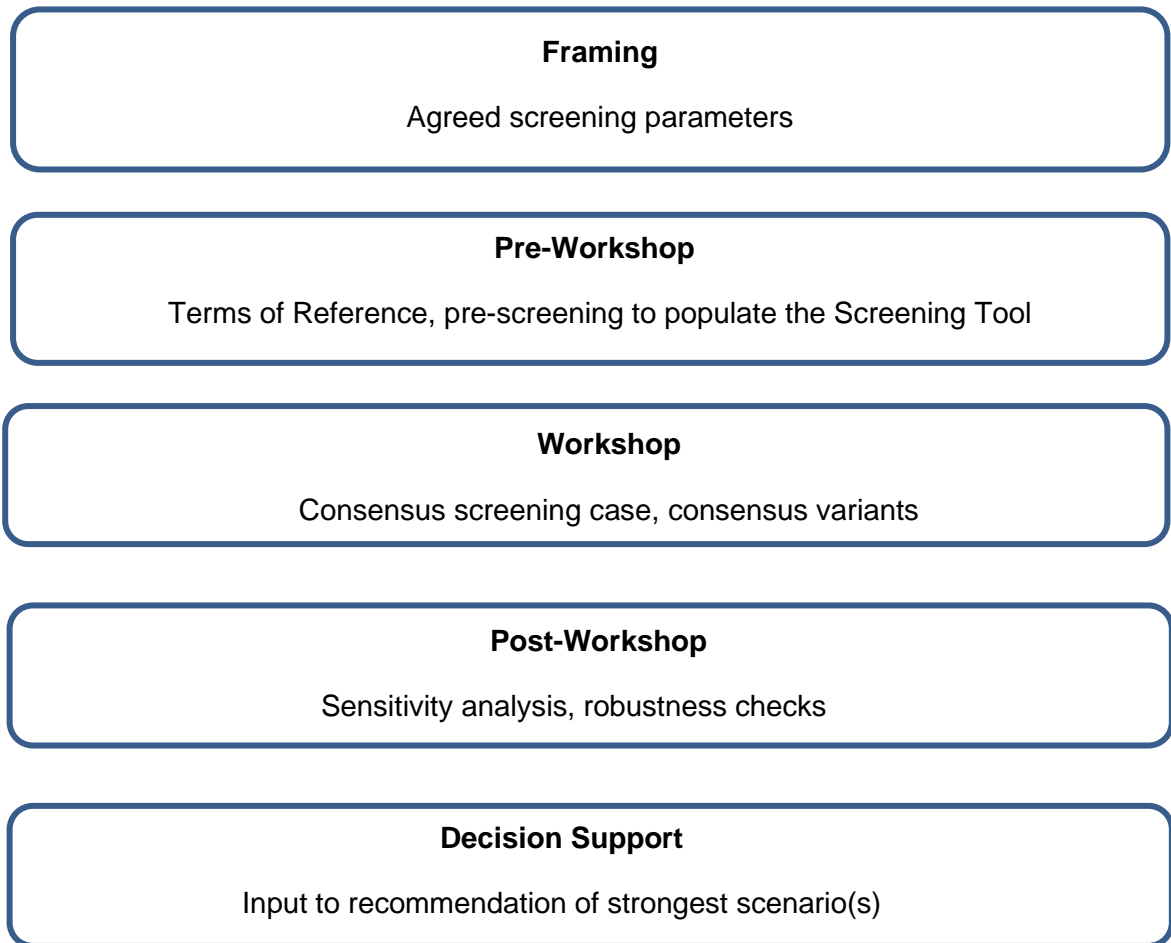 Framing
Agreed screening parameters
Pre-Workshop
Terms of Reference, pre-screening to populate the Screening Tool
Workshop
Consensus screening case, consensus variants
Post-Workshop
Sensitivity analysis, robustness checks
Decision Support
Input to recommendation of strongest scenario(s)